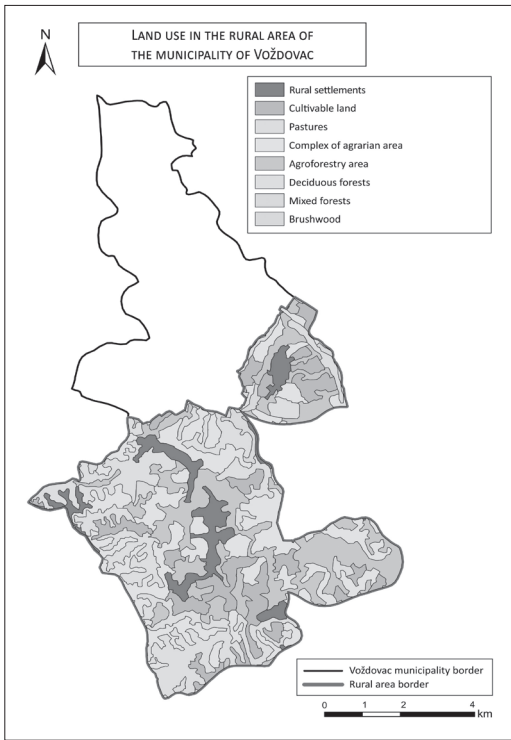 N
LAND USE IN THE RURAL AREA OF
THE MUNICIPALITY OF VOŽDOVAC
Rural settlements
Cultivable land
Pastures
Complex of agrarian area
Agroforestry area
Deciduous forests
Mixed forests
Brushwood
Voždovac municipality border
Rural area border
0 1 2 4
km